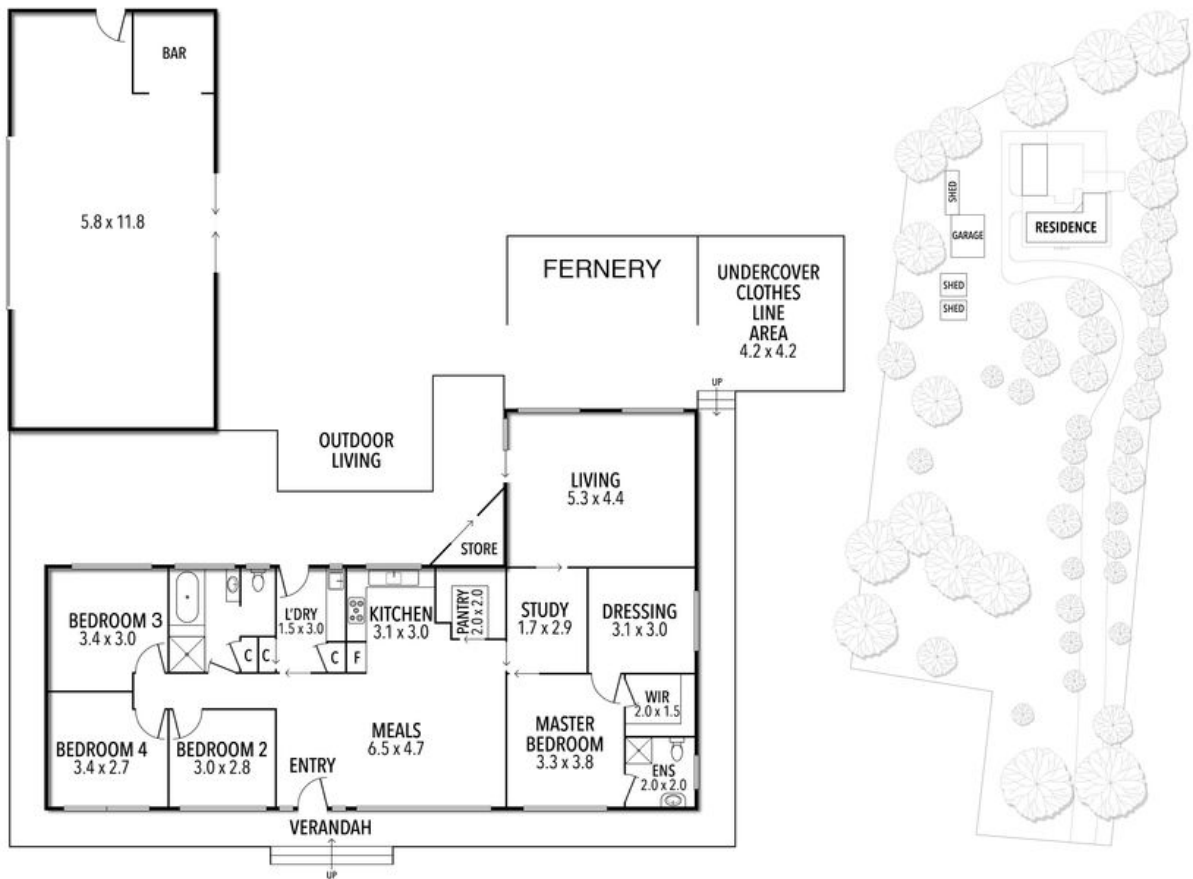 BAR
5.8 x 11.8
FERNERY
UNDERCOVER
CLOTHES
LINE
AREA
4.2 x 4.2
UP
OUTDOOR
LIVING
LIVING
5.3 x 4.4
STORE
BEDROOM 3
3.4 x 3.0
C
C
L'DRY
1.5 x 3.0
C
F
KITCHEN
3.1 x 3.0
PANTRY
2.0 x 2.0
STUDY
1.7 x 2.9
DRESSING
3.1 x 3.0
WIR
2.0 x 1.5
BEDROOM 4
3.4 x 2.7
BEDROOM 2
3.0 x 2.8
ENTRY
MEALS
6.5 x 4.7
MASTER
BEDROOM
3.3 x 3.8
ENS
2.0 x 2.0
VERANDAH
UP
SHED
GARAGE
RESIDENCE
SHED
SHED